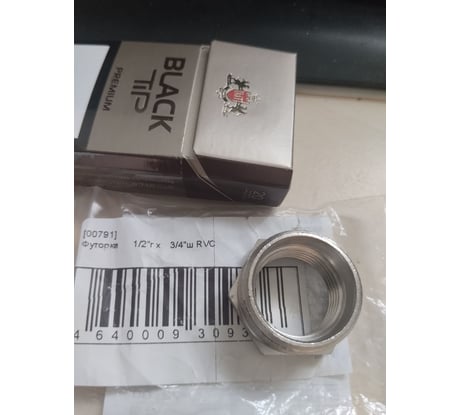 BLACK
TIP
PREMIUM
[00791]
Футорка 1/2"г х 3/4"ш RVC
4 640009 3093